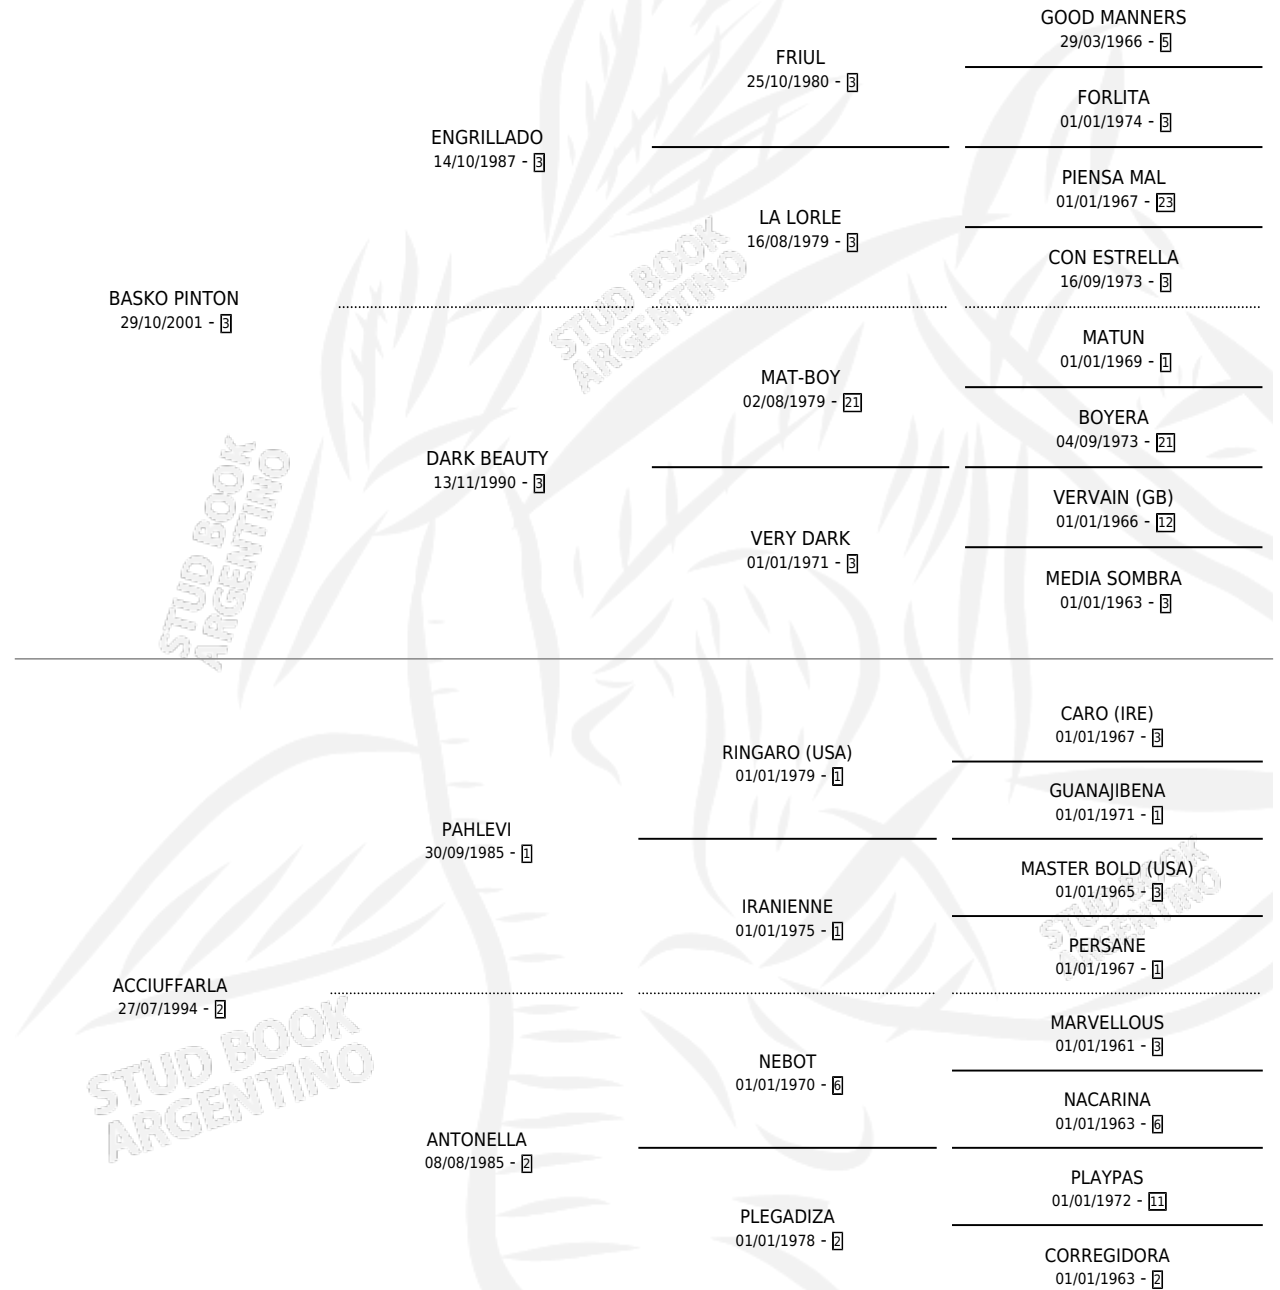 GOOD MANNERS
29/03/1966 - 5
FRIUL
25/10/1980 - 3
FORLITA
01/01/1974 - 3
ENGRILLADO
14/10/1987 - 3
PIENSA MAL
01/01/1967 - 23
LA LORLE
16/08/1979 - 3
CON ESTRELLA
16/09/1973 - 3
BASKO PINTON
29/10/2001 - 3
MATUN
01/01/1969 - 1
MAT-BOY
02/08/1979 - 21
BOYERA
04/09/1973 - 21
DARK BEAUTY
13/11/1990 - 3
VERVAIN (GB)
01/01/1966 - 12
VERY DARK
01/01/1971 - 3
MEDIA SOMBRA
01/01/1963 - 3
STUD BOOK
ARGENTINO
STUD BOOK
ARGENTINO
CARO (IRE)
01/01/1967 - 3
RINGARO (USA)
01/01/1979 - 1
GUANAJIBENA
01/01/1971 - 1
PAHLEVI
30/09/1985 - 1
MASTER BOLD (USA)
01/01/1965 - 3
IRANIENNE
01/01/1975 - 1
PERSANE
01/01/1967 - 1
ACCIUFFARLA
27/07/1994 - 2
MARVELLOUS
01/01/1961 - 3
NEBOT
01/01/1970 - 6
NACARINA
01/01/1963 - 6
ANTONELLA
08/08/1985 - 2
PLAYPAS
01/01/1972 - 11
PLEGADIZA
01/01/1978 - 2
CORREGIDORA
01/01/1963 - 2
STUD BOOK
ARGENTINO
STUD BOOK
ARGENTINO